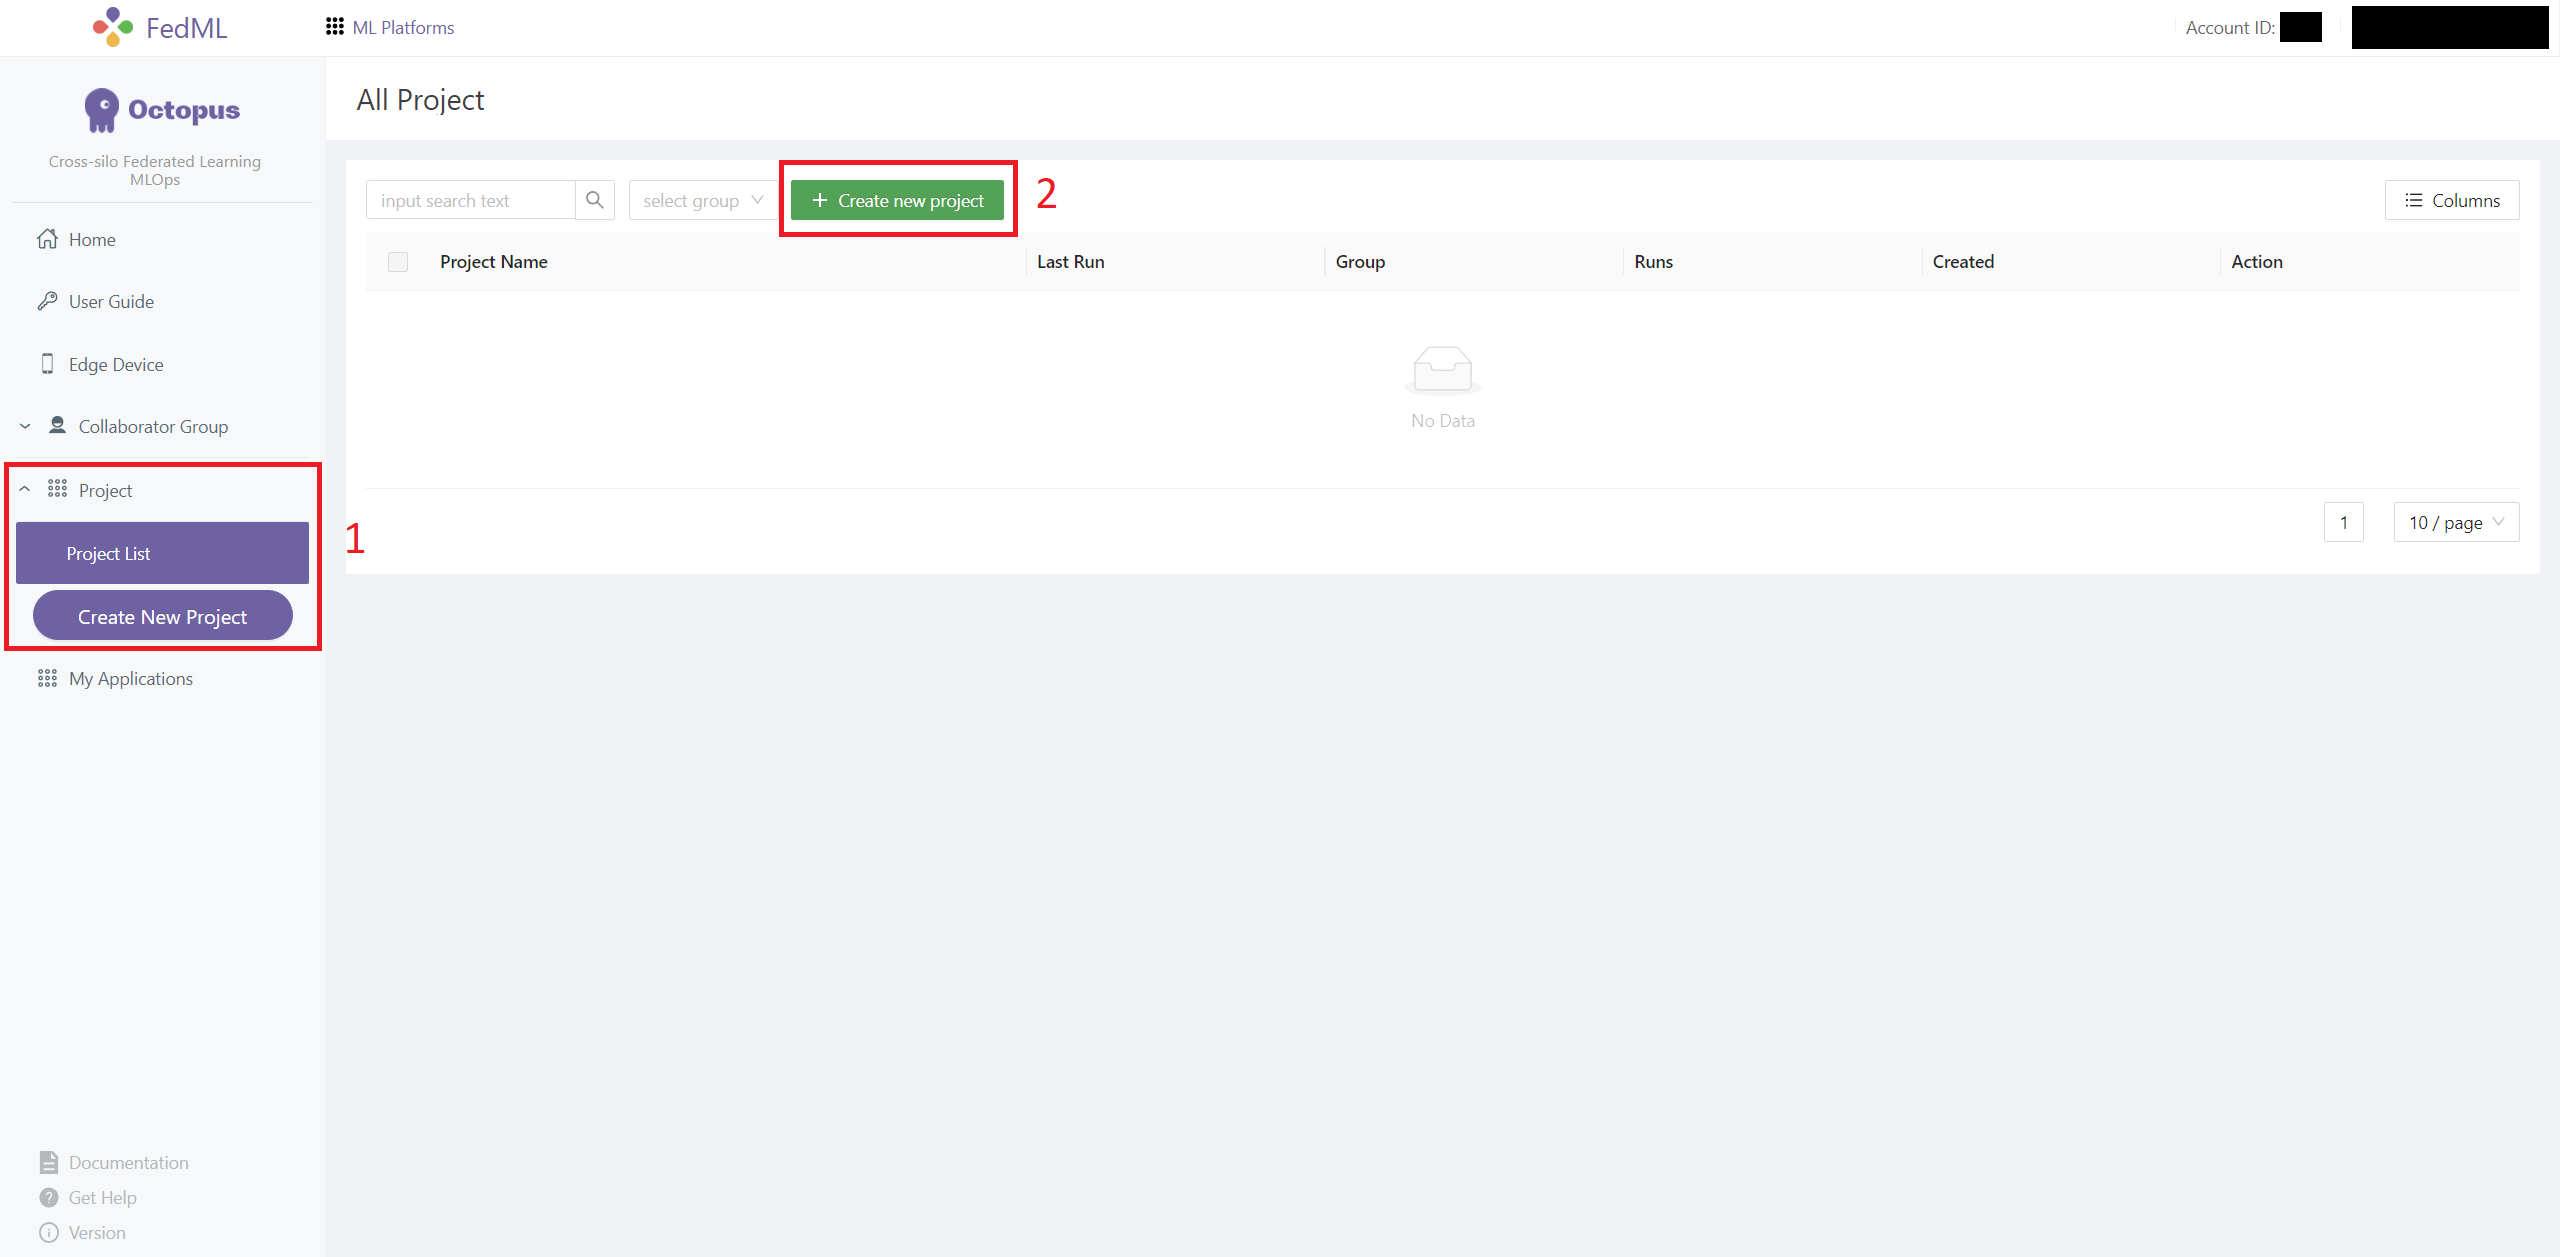 FedML
ML Platforms
Account ID:
Octopus
Cross-silo Federated Learning
MLOps
Home
User Guide
Edge Device
Collaborator Group
Project
Project List
Create New Project
My Applications
Documentation
Get Help
Version
1
All Project
input search text
select group
Create new project
2
Columns
Project Name
Last Run
Group
Runs
Created
Action
No Data
1
10 / page